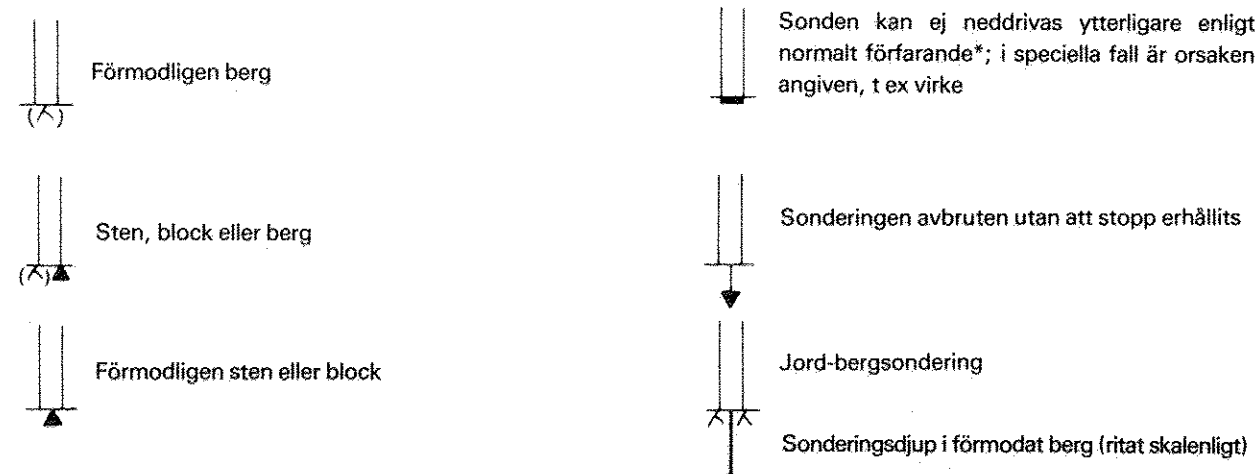 Förmodligen berg
Sten, block eller berg
Förmodligen sten eller block
Sonden kan ej neddrivas ytterligare enligt
normalt förfarande*; i speciella fall är orsaken
angiven, t ex virke
Sonderingen avbruten utan att stopp erhållits
Jord-bergsondering
Sonderingsdjup i förmodat berg (ritat skalenligt)